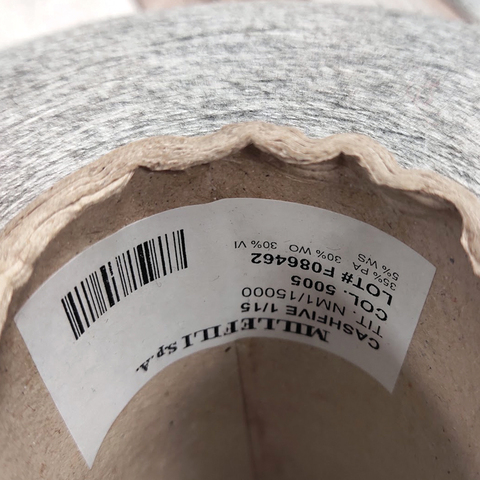 MILLEFILI S.p.A.
CASHFIVE 1/15
TIT: NM1/15000
COL. 5005
LOT# F086462
35% PA 30% WO 30% VI
5% WS